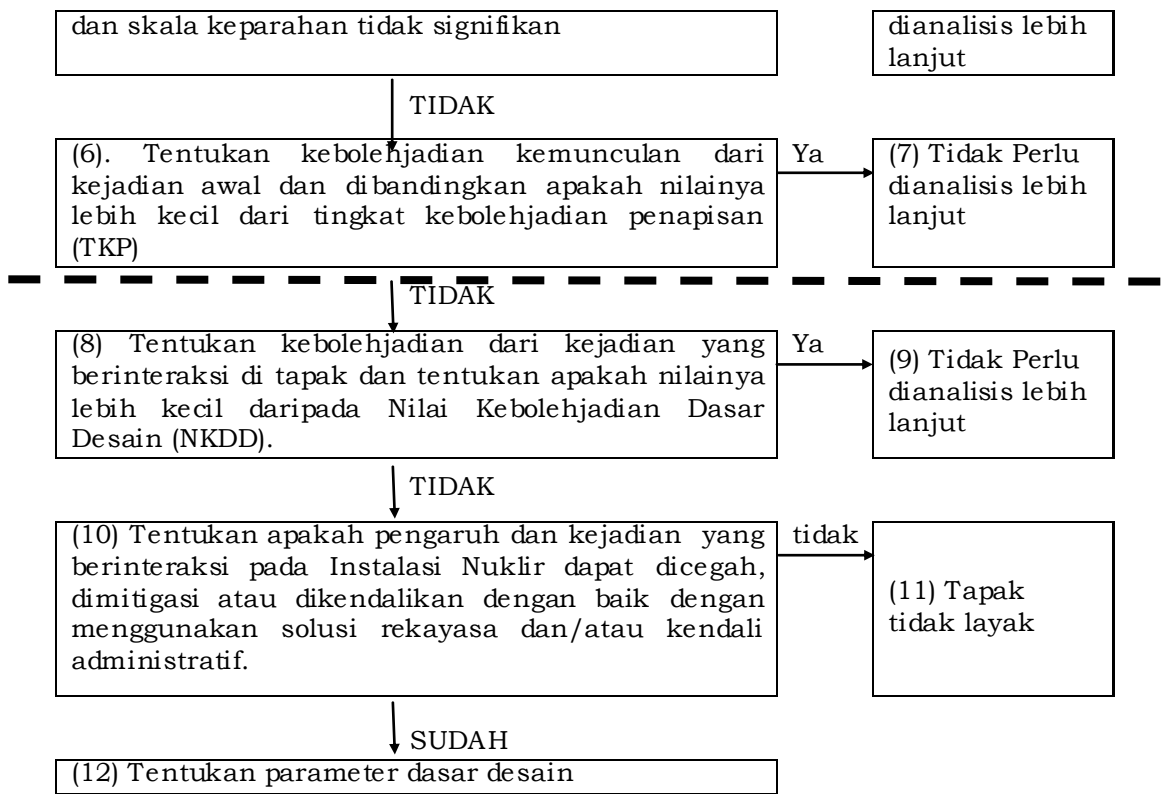 dan skala keparahan tidak signifikan
dianalisis lebih
lanjut
TIDAK
(6). Tentukan kebolehjadian kemunculan dari
kejadian awal dan dibandingkan apakah nilainya
lebih kecil dari tingkat kebolehjadian penapisan
(TKP)
Ya
(7) Tidak Perlu
dianalisis lebih
lanjut
TIDAK
(8) Tentukan kebolehjadian dari kejadian yang
berinteraksi di tapak dan tentukan apakah nilainya
lebih kecil daripada Nilai Kebolehjadian Dasar
Desain (NKDD).
Ya
(9) Tidak Perlu
dianalisis lebih
lanjut
TIDAK
(10) Tentukan apakah pengaruh dan kejadian yang
berinteraksi pada Instalasi Nuklir dapat dicegah,
dimitigasi atau dikendalikan dengan baik dengan
menggunakan solusi rekayasa dan/atau kendali
administratif.
tidak
(11) Tapak
tidak layak
SUDAH
(12) Tentukan parameter dasar desain